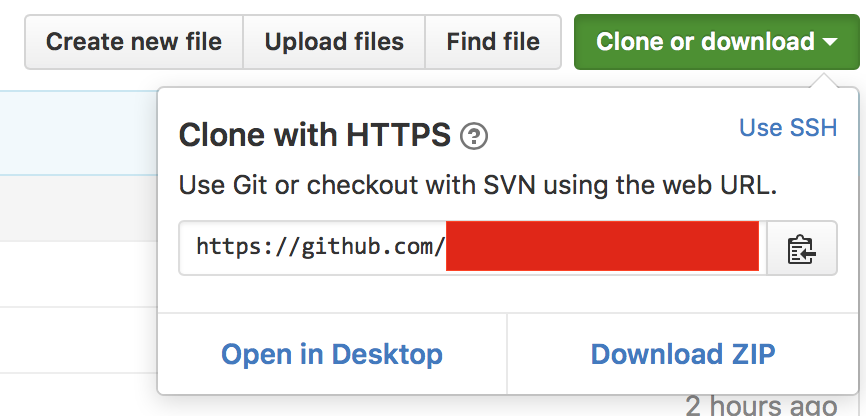 Create new file Upload files Find file Clone or download
Clone with HTTPS ?
Use SSH
Use Git or checkout with SVN using the web URL.
https://github.com/
Open in Desktop Download ZIP
2 hours ago